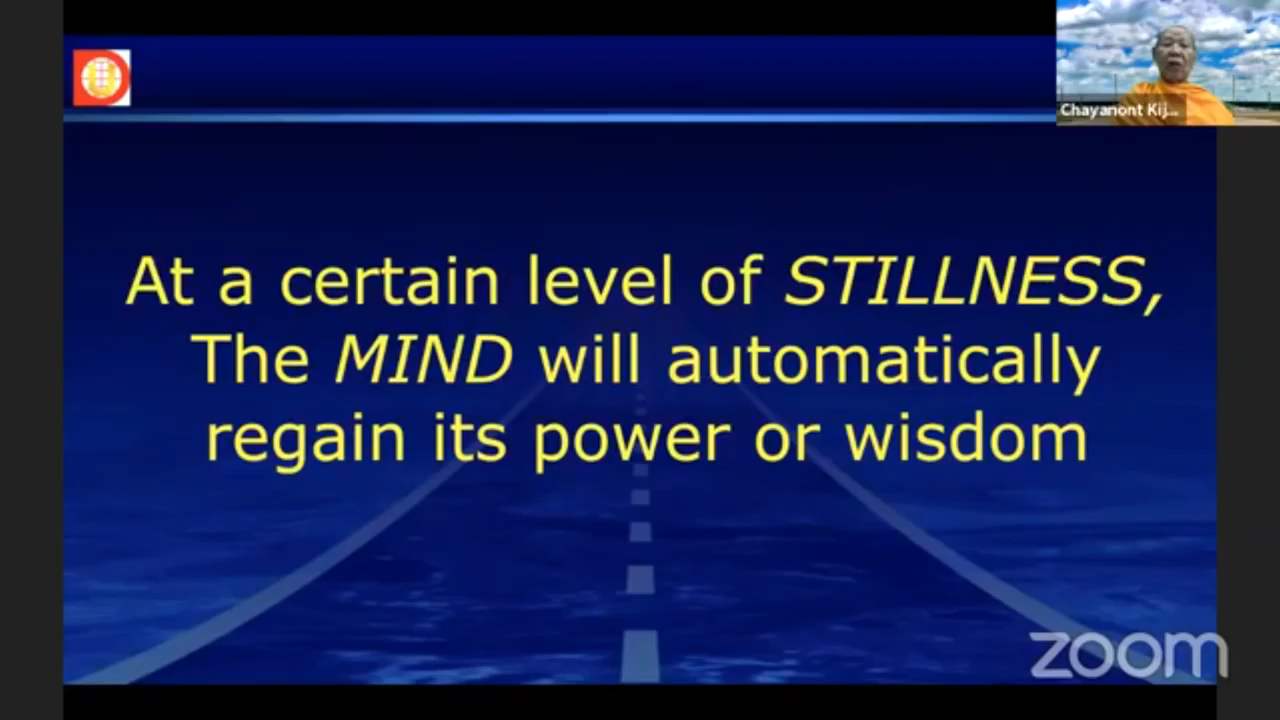 Chayanont Kij...
At a certain level of STILLNESS,
The MIND will automatically
regain its power or wisdom
zoom